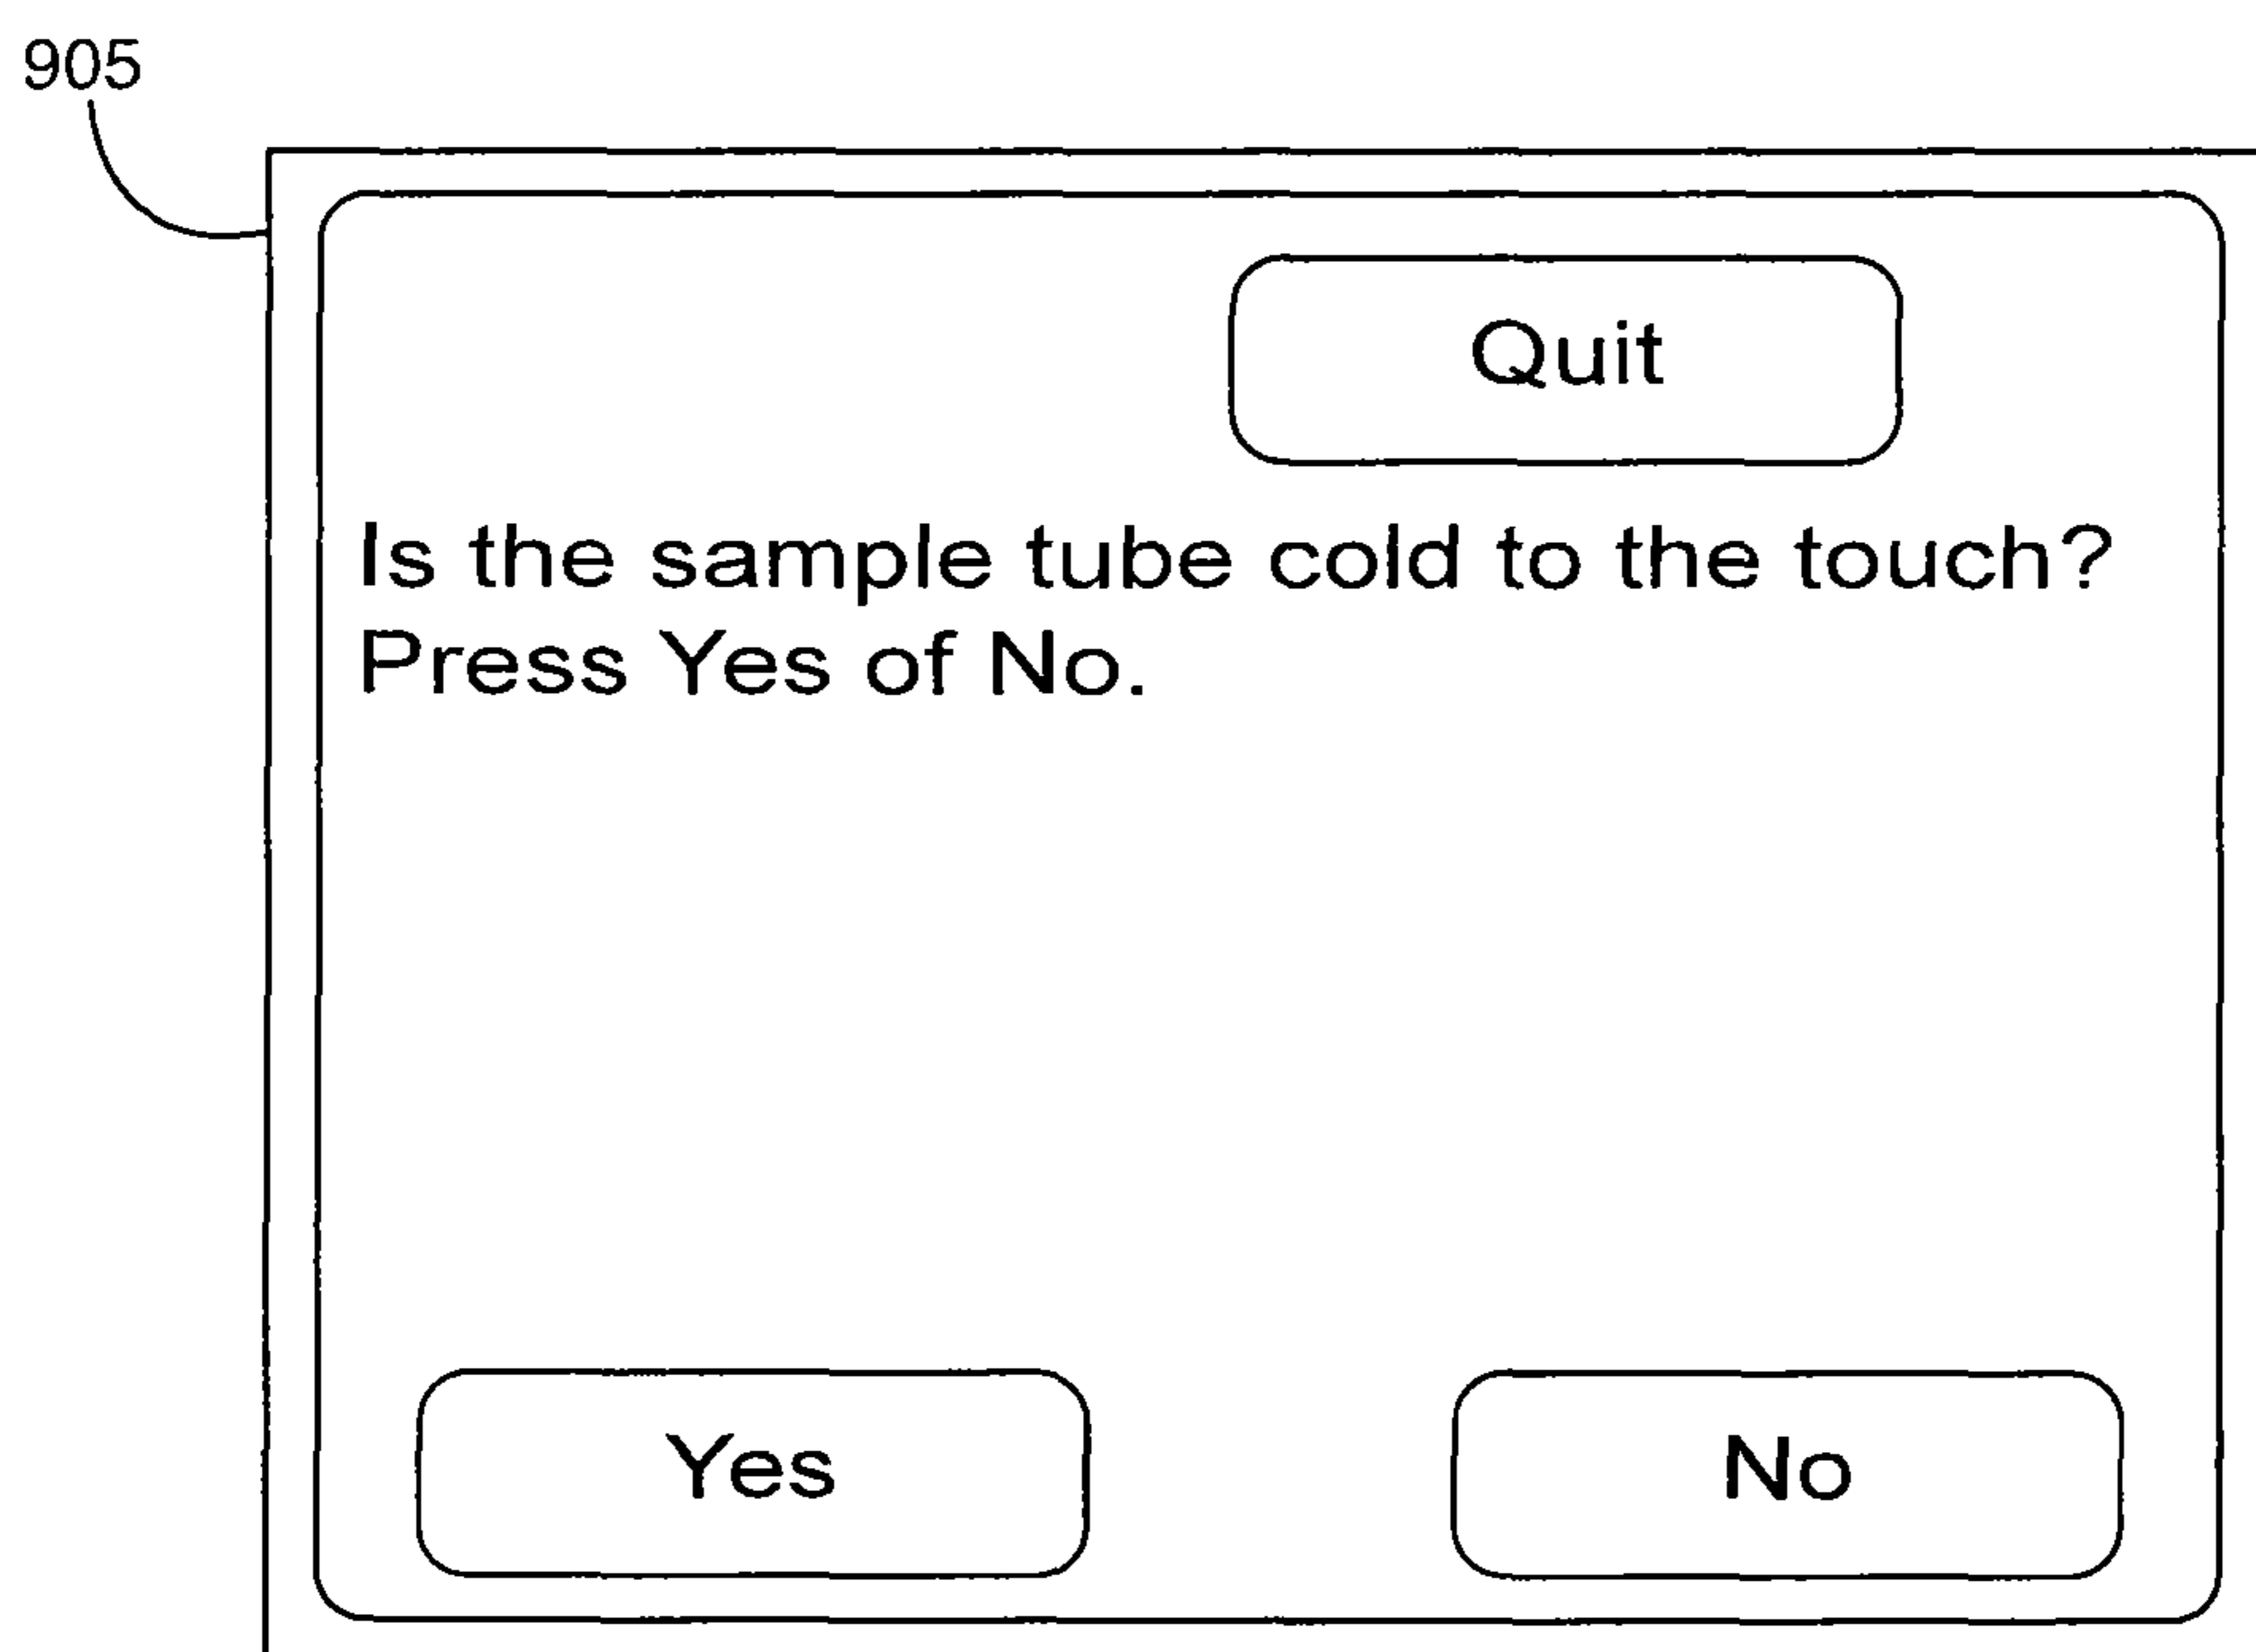 905
Quit
Is the sample tube cold to the touch?
Press Yes of No.
Yes
No